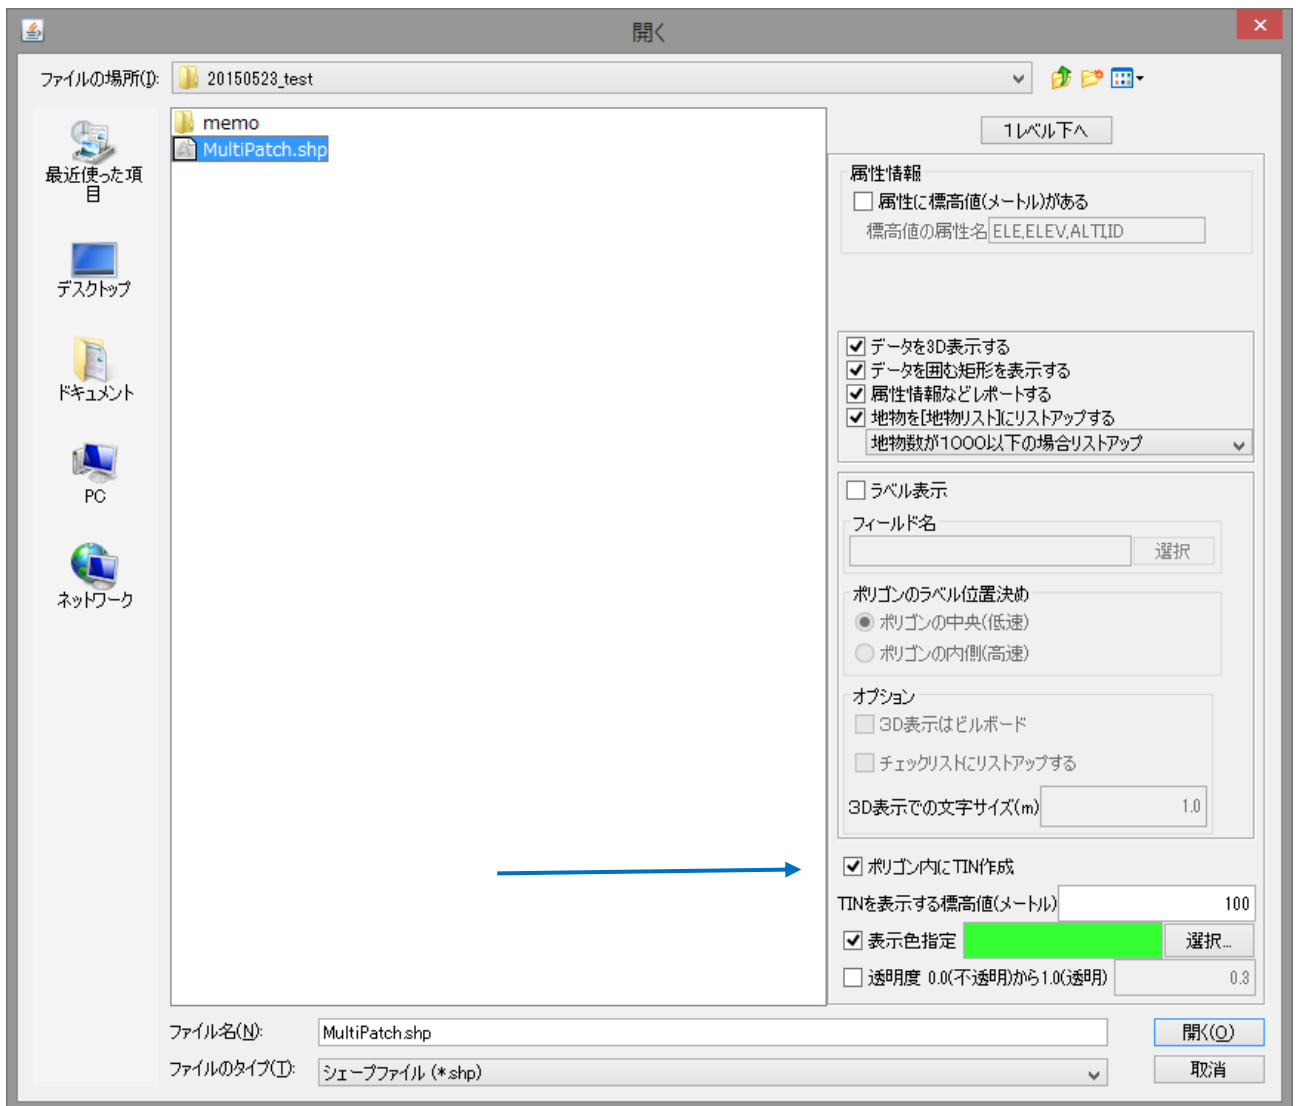 開く
ファイルの場所(I):
20150523_test
最近使った項目
デスクトップ
ドキュメント
PC
ネットワーク
memo
MultiPatch.shp
1レベル下へ
属性情報
属性に標高値(メートル)がある
標高値の属性名 ELE,ELEV,ALTI,ID
データを3D表示する
データを囲む矩形を表示する
属性情報などレポートする
地物を[地物リスト]にリストアップする
地物数が1000以下の場合リストアップ
ラベル表示
フィールド名
選択
ポリゴンのラベル位置決め
ポリゴンの中央(低速)
ポリゴンの内側(高速)
オプション
3D表示はビルボード
チェックリストにリストアップする
3D表示での文字サイズ(m) 1.0
ポリゴン内にTIN作成
TINを表示する標高値(メートル) 100
表示色指定 選択...
透明度 0.0(不透明)から1.0(透明) 0.3
ファイル名(N): MultiPatch.shp 開く(O)
ファイルのタイプ(T): シェープファイル (*.shp) 取消